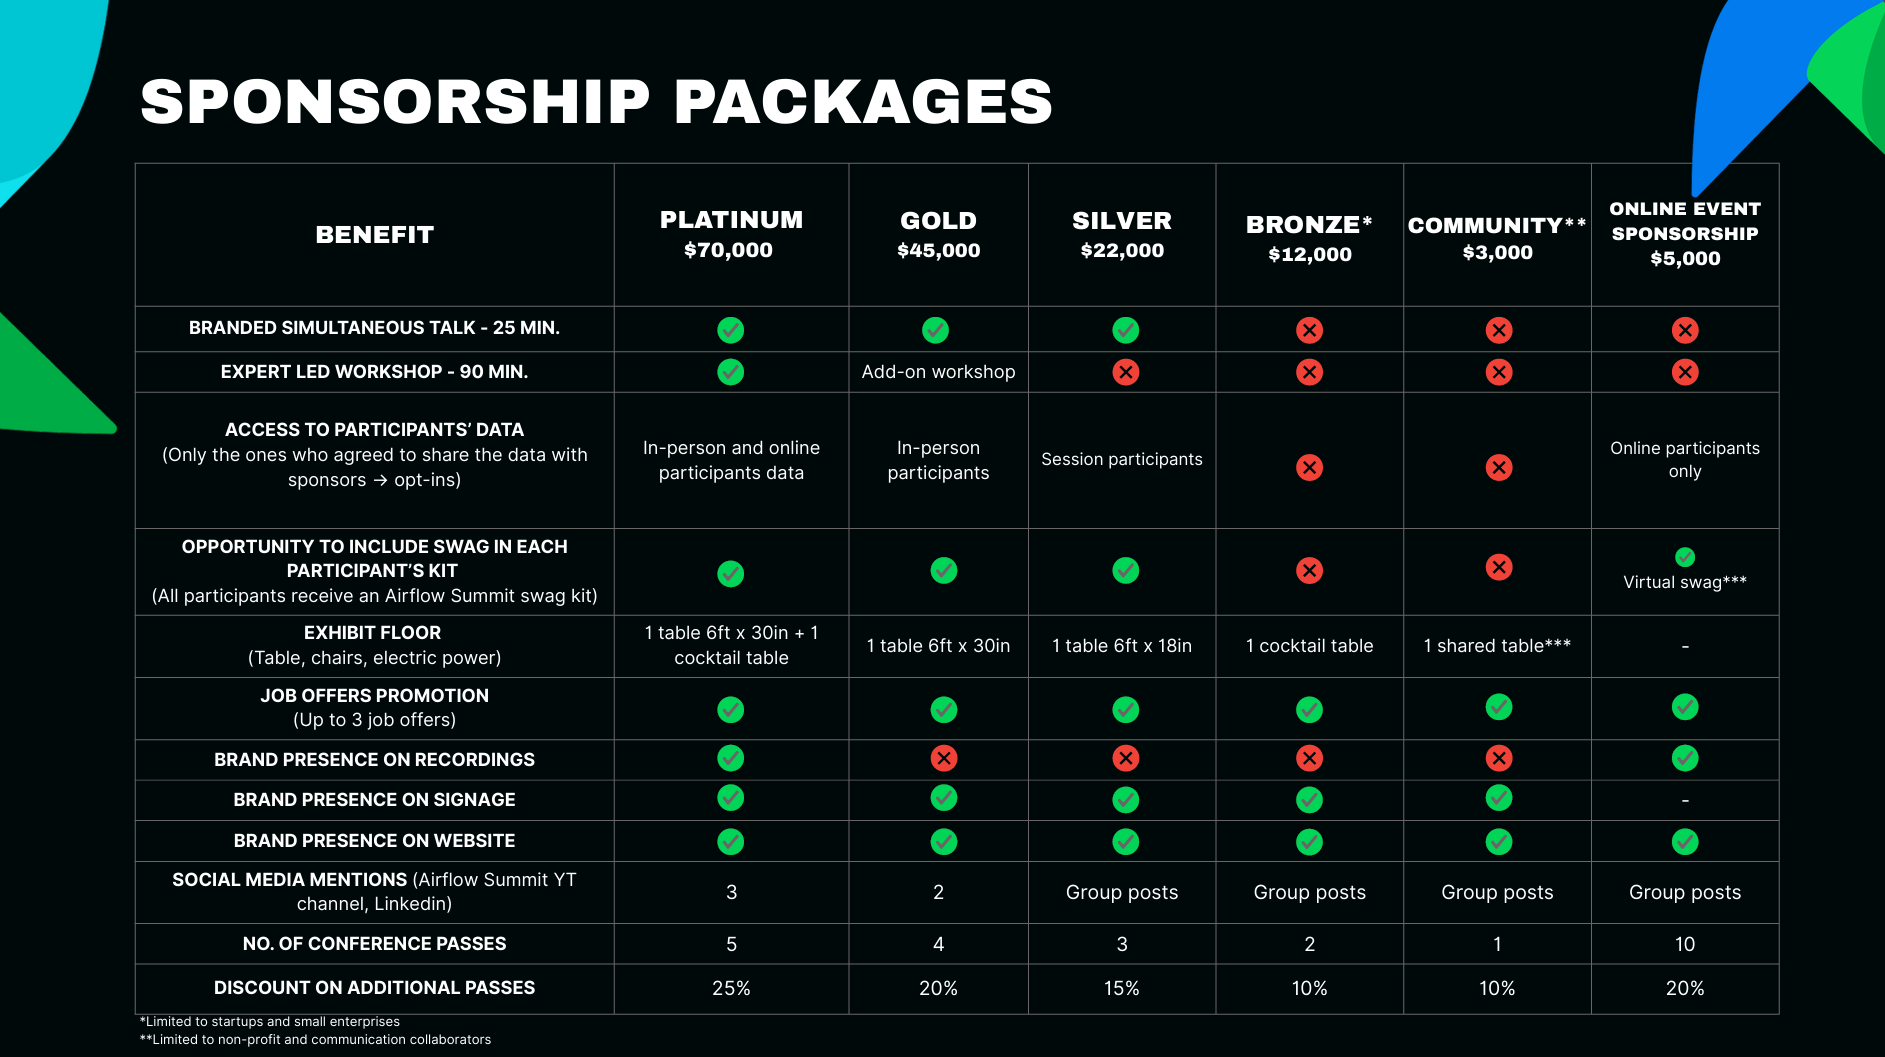 SPONSORSHIP PACKAGES
BENEFIT
PLATINUM
$70,000
GOLD
$45,000
SILVER
$22,000
BRONZE*
$12,000
COMMUNITY**
$3,000
ONLINE EVENT
SPONSORSHIP
$5,000
BRANDED SIMULTANEOUS TALK - 25 MIN.
EXPERT LED WORKSHOP - 90 MIN.
Add-on workshop
ACCESS TO PARTICIPANTS’ DATA
(Only the ones who agreed to share the data with
sponsors → opt-ins)
In-person and online
participants data
In-person
participants
Session participants
Online participants
only
OPPORTUNITY TO INCLUDE SWAG IN EACH
PARTICIPANT’S KIT
(All participants receive an Airflow Summit swag kit)
Virtual swag***
EXHIBIT FLOOR
(Table, chairs, electric power)
1 table 6ft x 30in + 1
cocktail table
1 table 6ft x 30in
1 table 6ft x 18in
1 cocktail table
1 shared table***
-
JOB OFFERS PROMOTION
(Up to 3 job offers)
BRAND PRESENCE ON RECORDINGS
BRAND PRESENCE ON SIGNAGE
-
BRAND PRESENCE ON WEBSITE
SOCIAL MEDIA MENTIONS (Airflow Summit YT
channel, Linkedin)
3
2
Group posts
Group posts
Group posts
Group posts
NO. OF CONFERENCE PASSES
5
4
3
2
1
10
DISCOUNT ON ADDITIONAL PASSES
25%
20%
15%
10%
10%
20%
*Limited to startups and small enterprises
**Limited to non-profit and communication collaborators